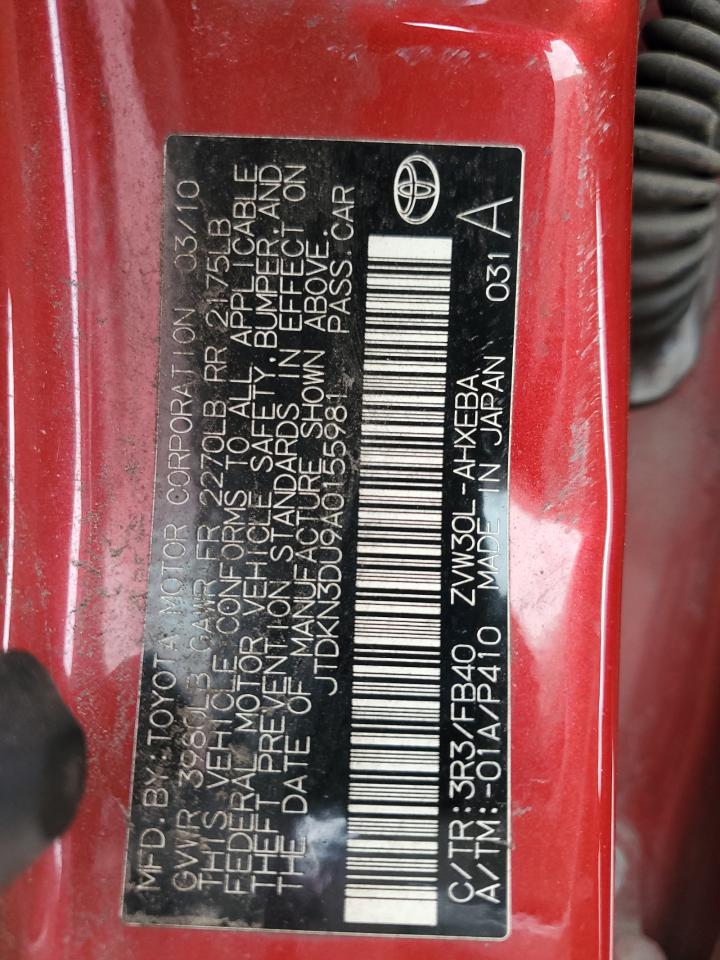 MFD.BY:TOYOTA MOTOR CORPORATION 03/10
GVWR 3980LB GAWR FR 2270LB RR 2175LB
THIS VEHICLE CONFORMS TO ALL APPLICABLE
FEDERAL MOTOR VEHICLE SAFETY,BUMPER,AND
THEFT PREVENTION STANDARDS IN EFFECT ON
THE DATE OF MANUFACTURE SHOWN ABOVE.
JTDKN3DU9A0155981 PASS.CAR
C/TR:3R3/FB40 ZVW30L-AHXEBA 031 A
A/TM:-01A/P410 MADE IN JAPAN